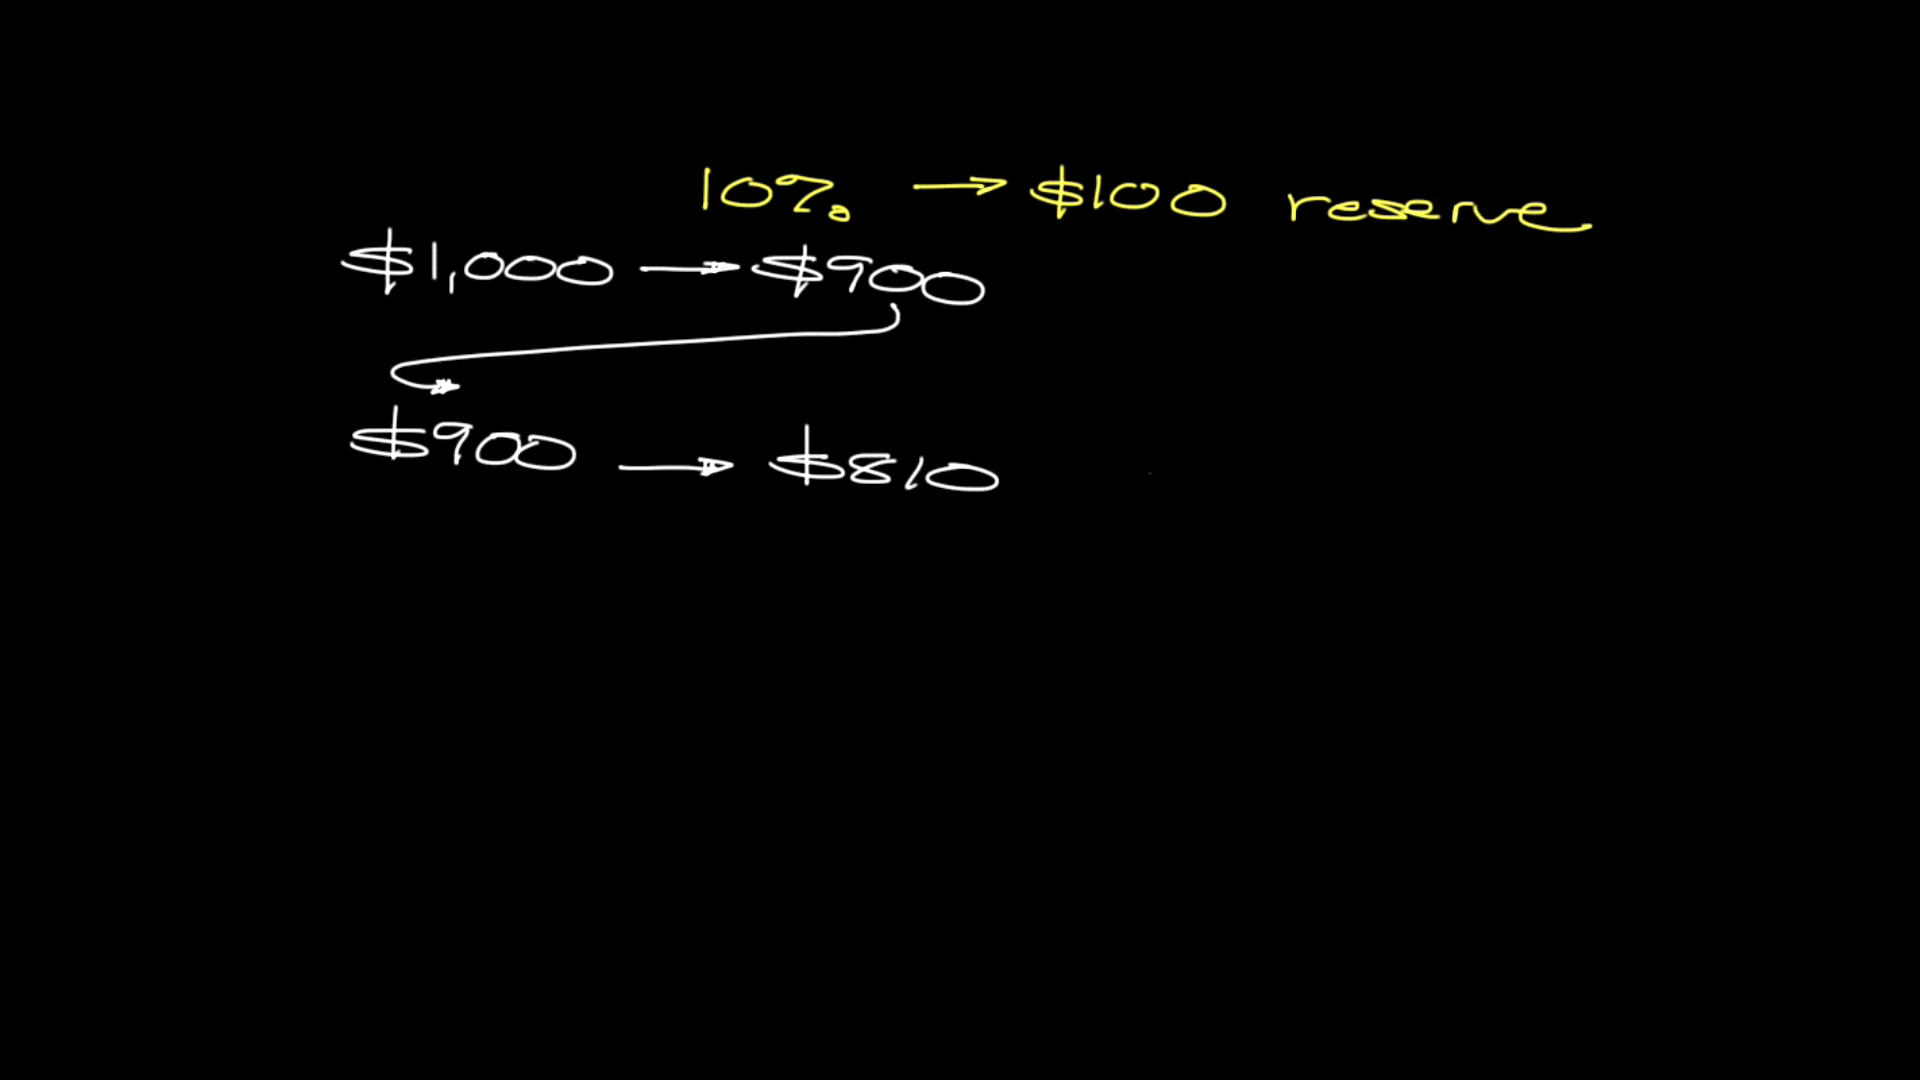 10% → $100 reserve
$1,000 → $900
$900 → $810